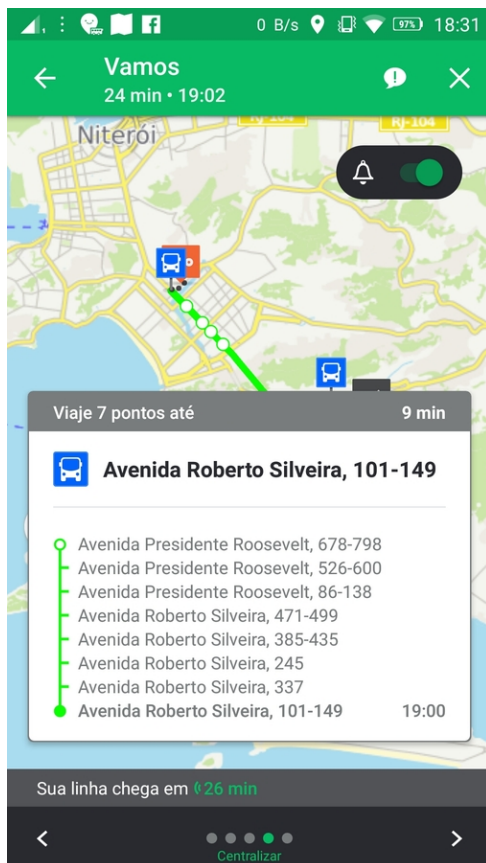 0 B/s 97% 18:31
Vamos
24 min • 19:02
Niterói
RJ-104
RJ-104
Viaje 7 pontos até 9 min
Avenida Roberto Silveira, 101-149
Avenida Presidente Roosevelt, 678-798
Avenida Presidente Roosevelt, 526-600
Avenida Presidente Roosevelt, 86-138
Avenida Roberto Silveira, 471-499
Avenida Roberto Silveira, 385-435
Avenida Roberto Silveira, 245
Avenida Roberto Silveira, 337
Avenida Roberto Silveira, 101-149 19:00
Sua linha chega em 26 min
Centralizar